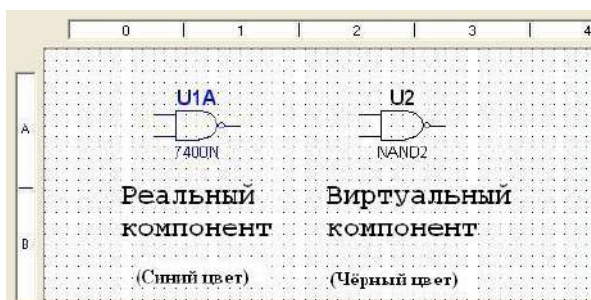 0 1 2 3 4
A
U1A U2
7400N NAND2
Реальный Виртуальный
компонент компонент
B
(Синий цвет) (Чёрный цвет)